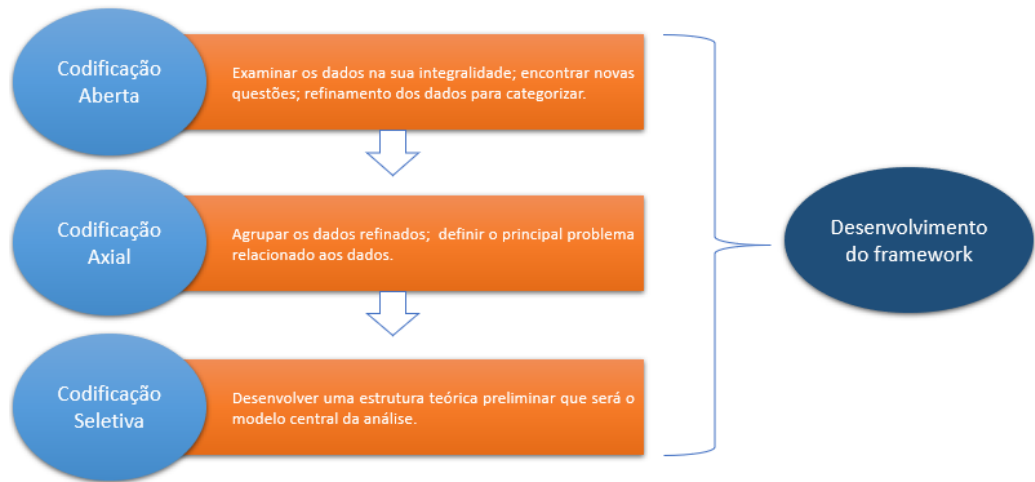 Codificação
Aberta
Examinar os dados na sua integralidade; encontrar novas
questões; refinamento dos dados para categorizar.
Codificação
Axial
Agrupar os dados refinados; definir o principal problema
relacionado aos dados.
Codificação
Seletiva
Desenvolver uma estrutura teórica preliminar que será o
modelo central da análise.
Desenvolvimento
do framework